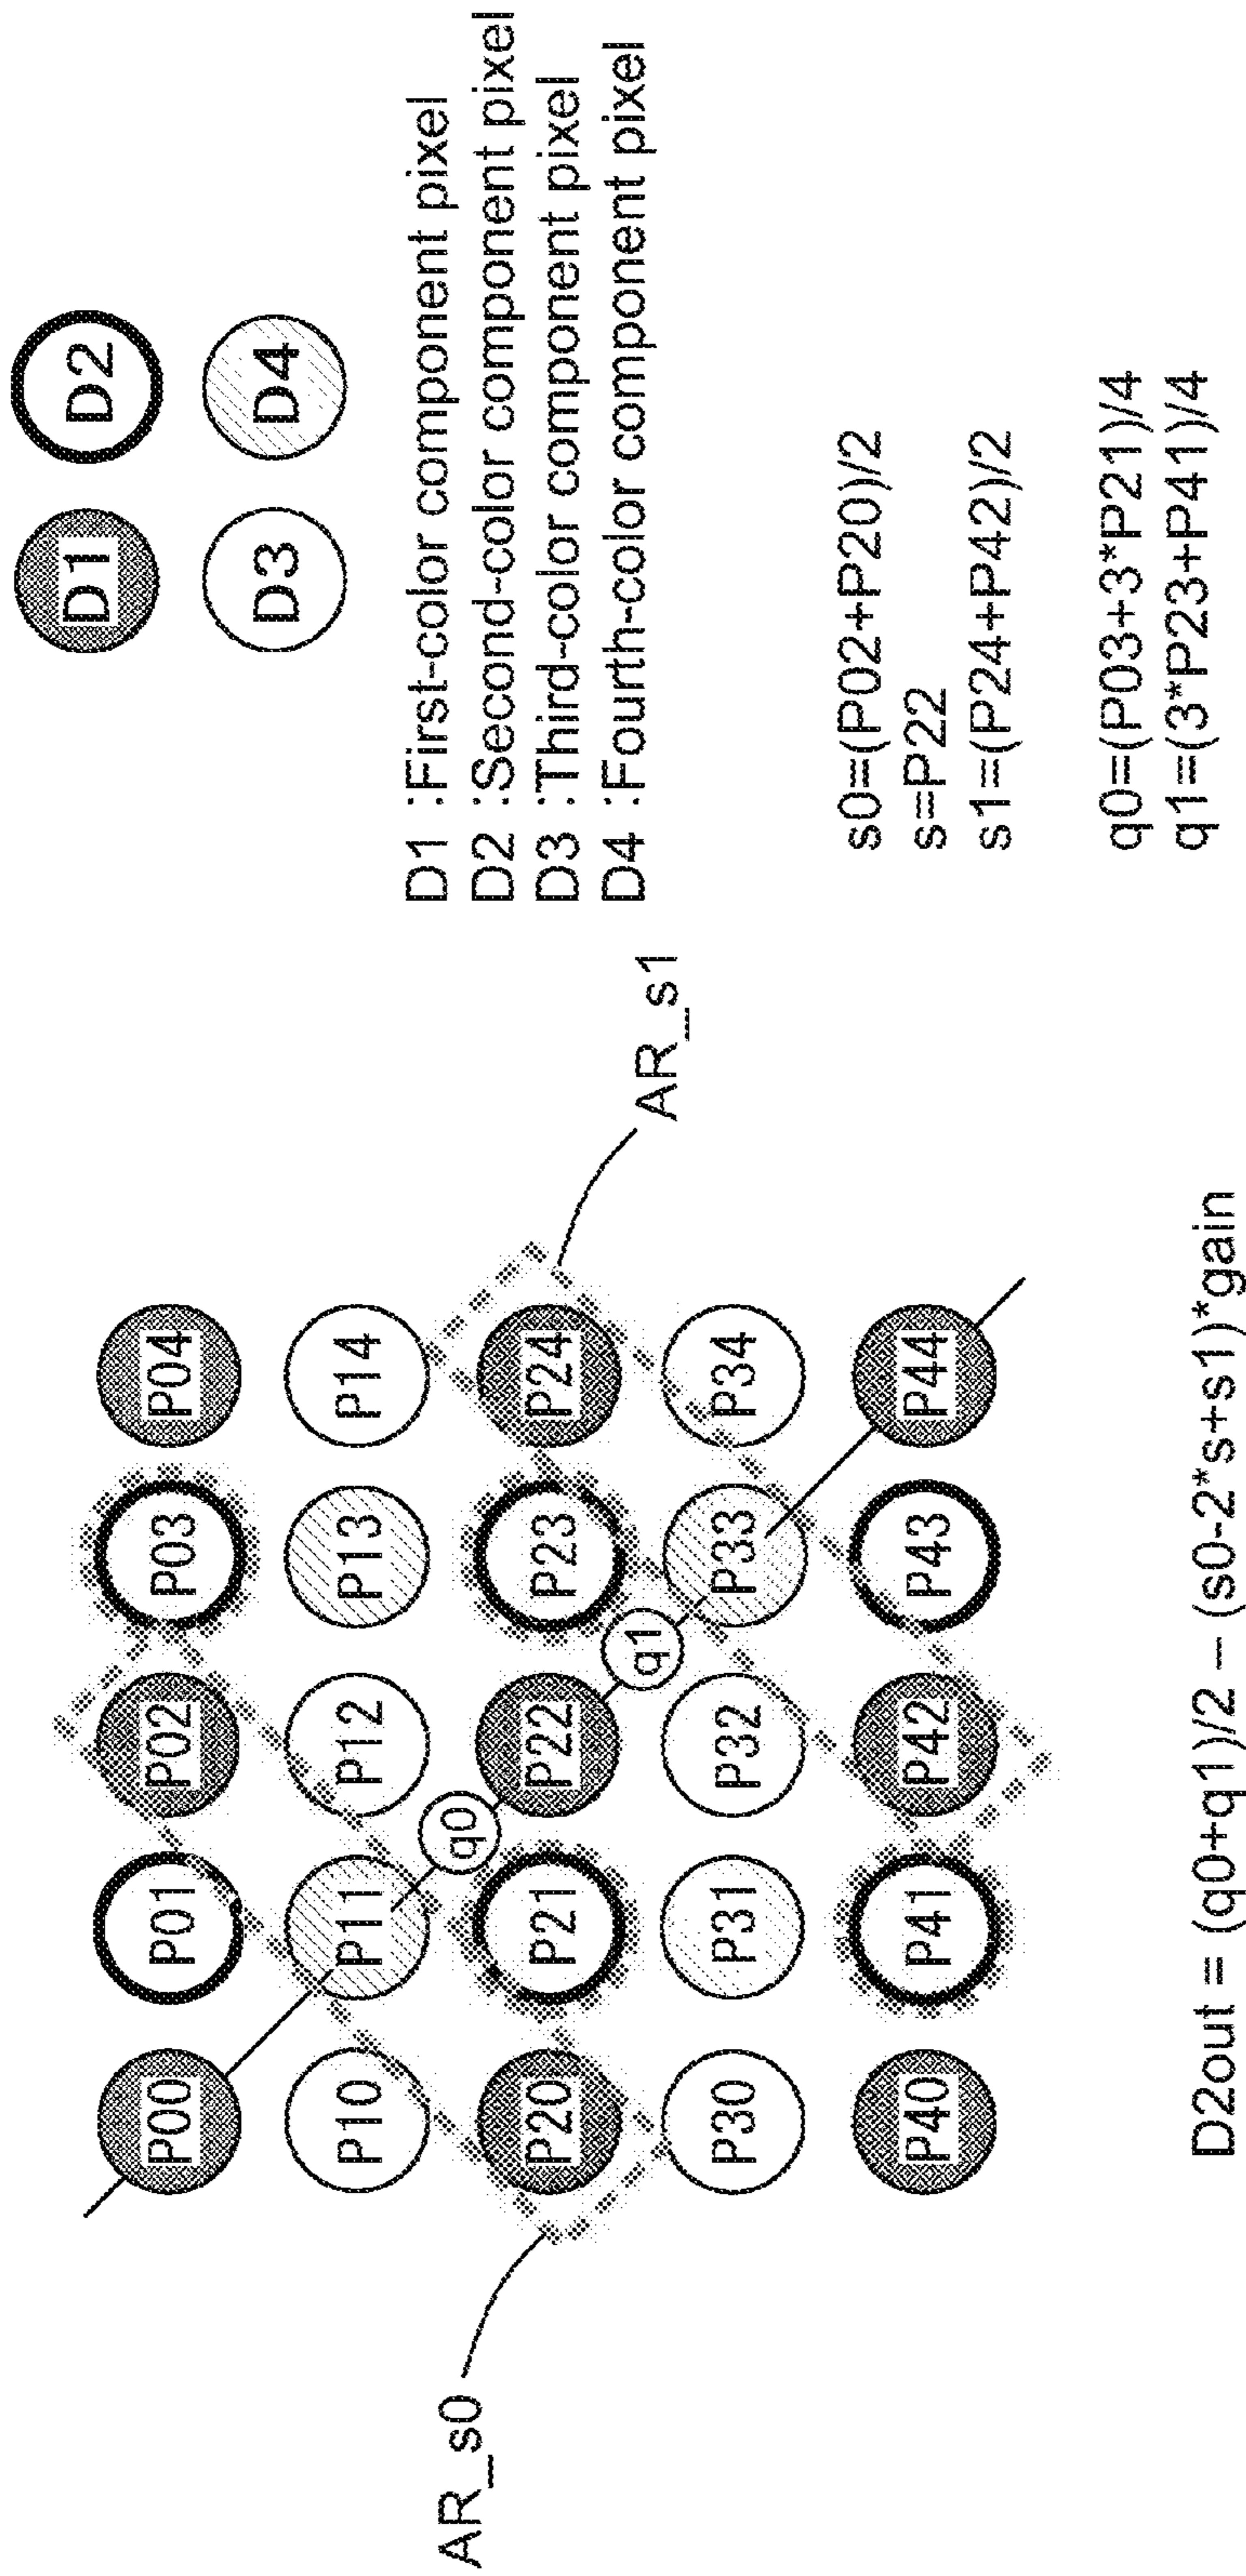 P00 P01 P02 P03 P04
P10 P11 P12 P13 P14
q0
P20 P21 P22 P23 P24
q1
P30 P31 P32 P33 P34
P40 P41 P42 P43 P44
AR_s0
AR_s1
D2out = (q0+q1)/2 – (s0-2*s+s1)*gain
D1 D2
D3 D4
D1 :First-color component pixel
D2 :Second-color component pixel
D3 :Third-color component pixel
D4 :Fourth-color component pixel
s0=(P02+P20)/2
s=P22
s1=(P24+P42)/2
q0=(P03+3*P21)/4
q1=(3*P23+P41)/4